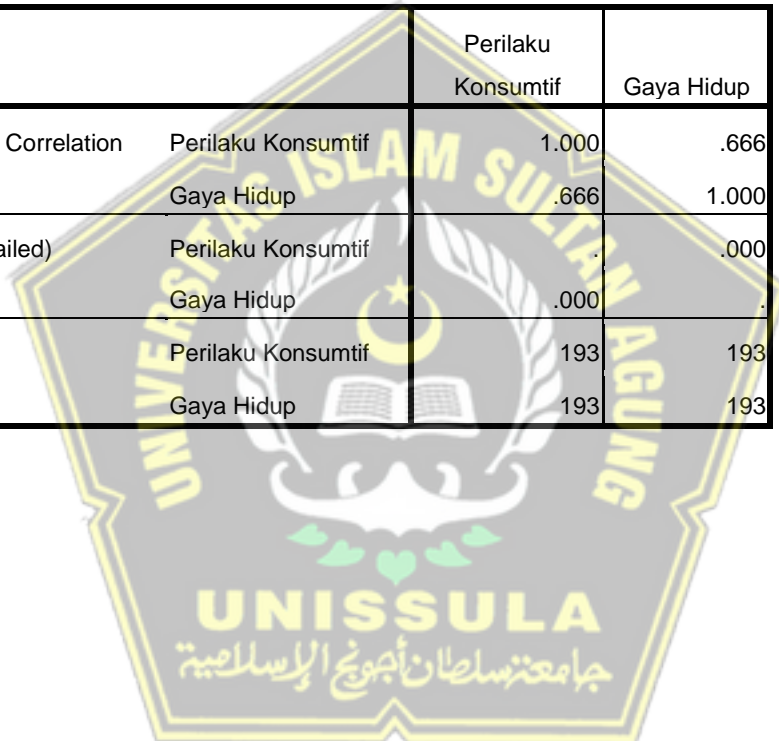 Perilaku
Konsumtif Gaya Hidup
Correlation Perilaku Konsumtif 1.000 .666
Gaya Hidup .666 1.000
ailed) Perilaku Konsumtif . .000
Gaya Hidup .000 .
Perilaku Konsumtif 193 193
Gaya Hidup 193 193
UNIVERSITAS ISLAM SULTAN AGUNG
UNISSULA
جامعة سلطان أجونج الإسلامية